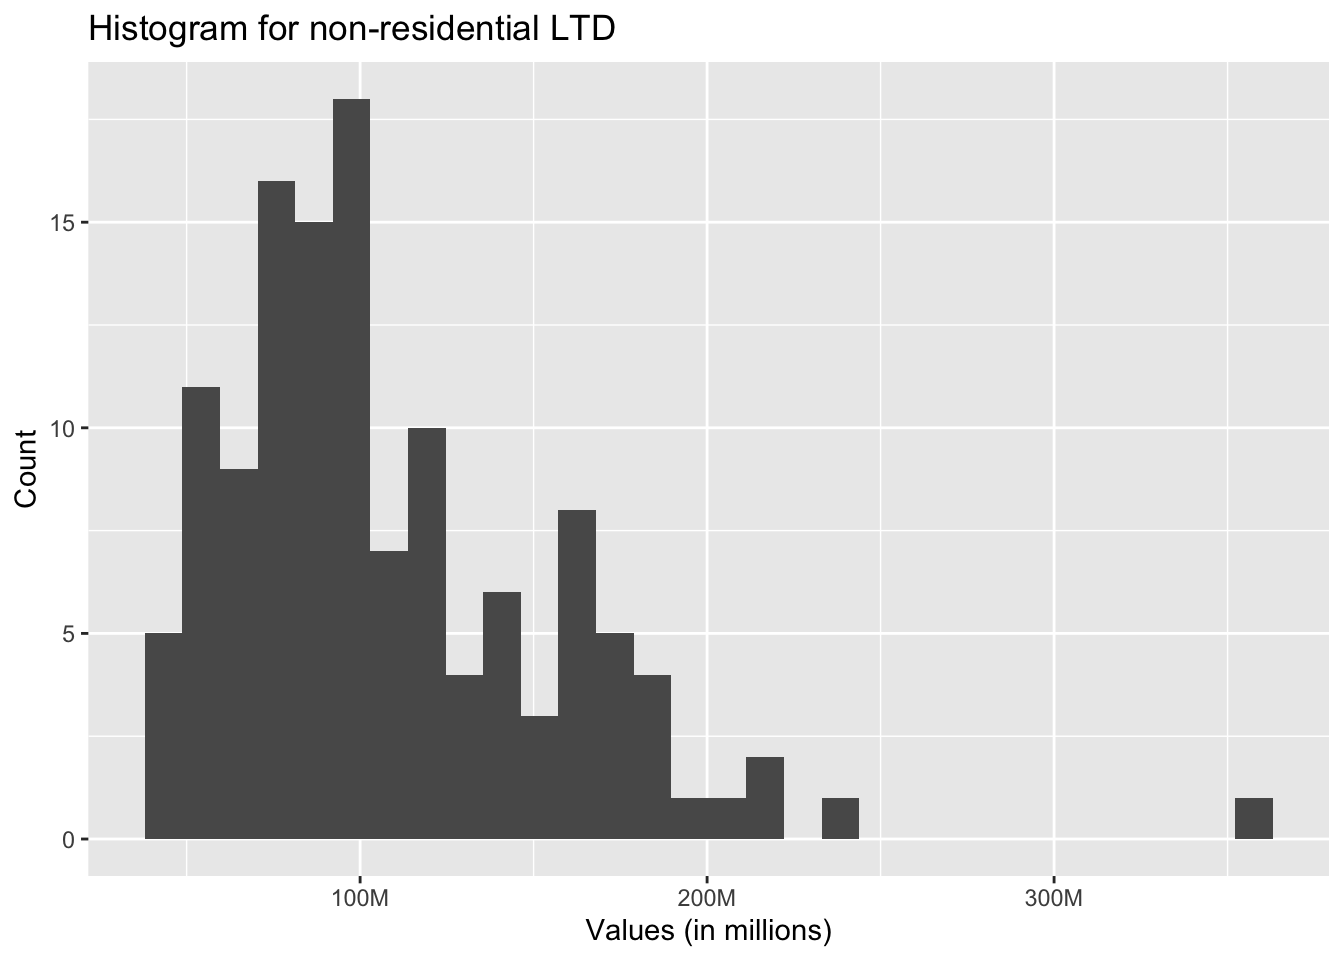 Histogram for non-residential LTD
15
10
5
0
Count
100M 200M 300M
Values (in millions)